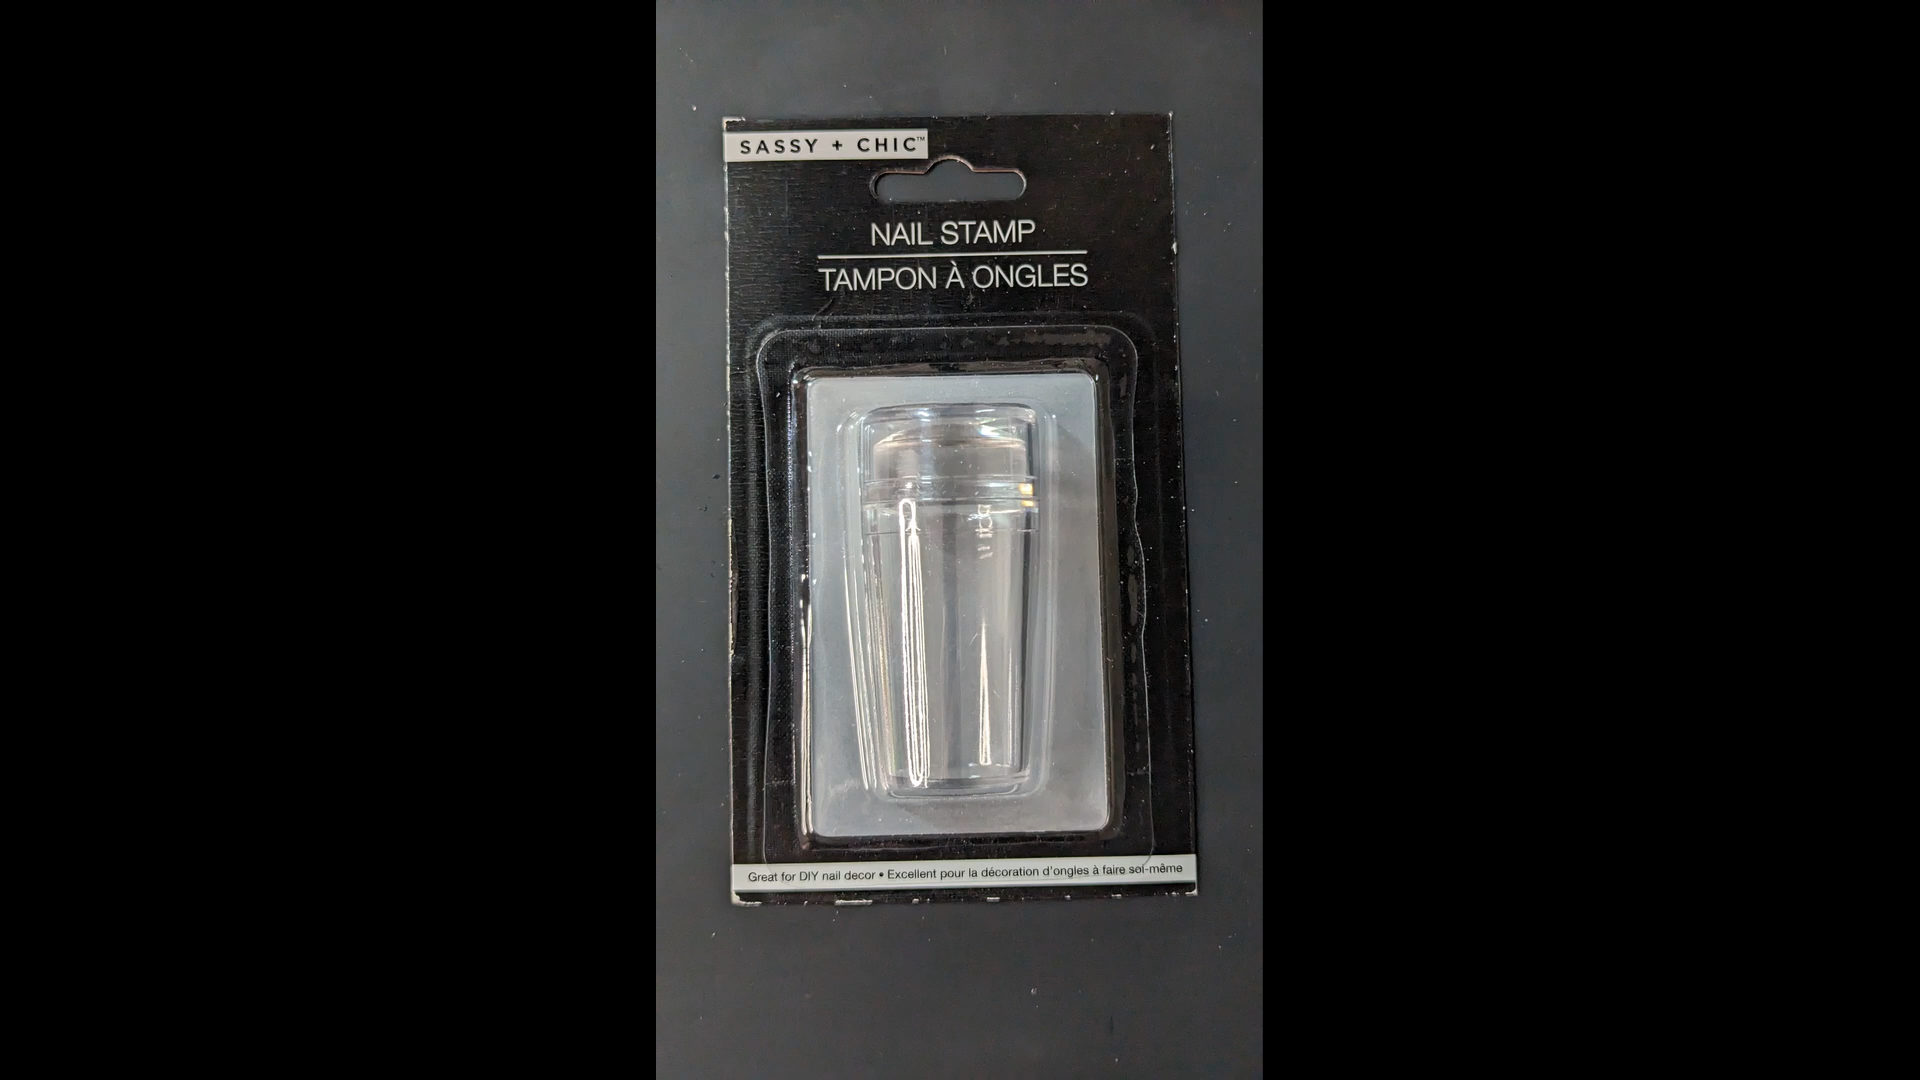 SASSY + CHIC™
NAIL STAMP
TAMPON À ONGLES
Great for DIY nail decor • Excellent pour la décoration d'ongles à faire soi-même